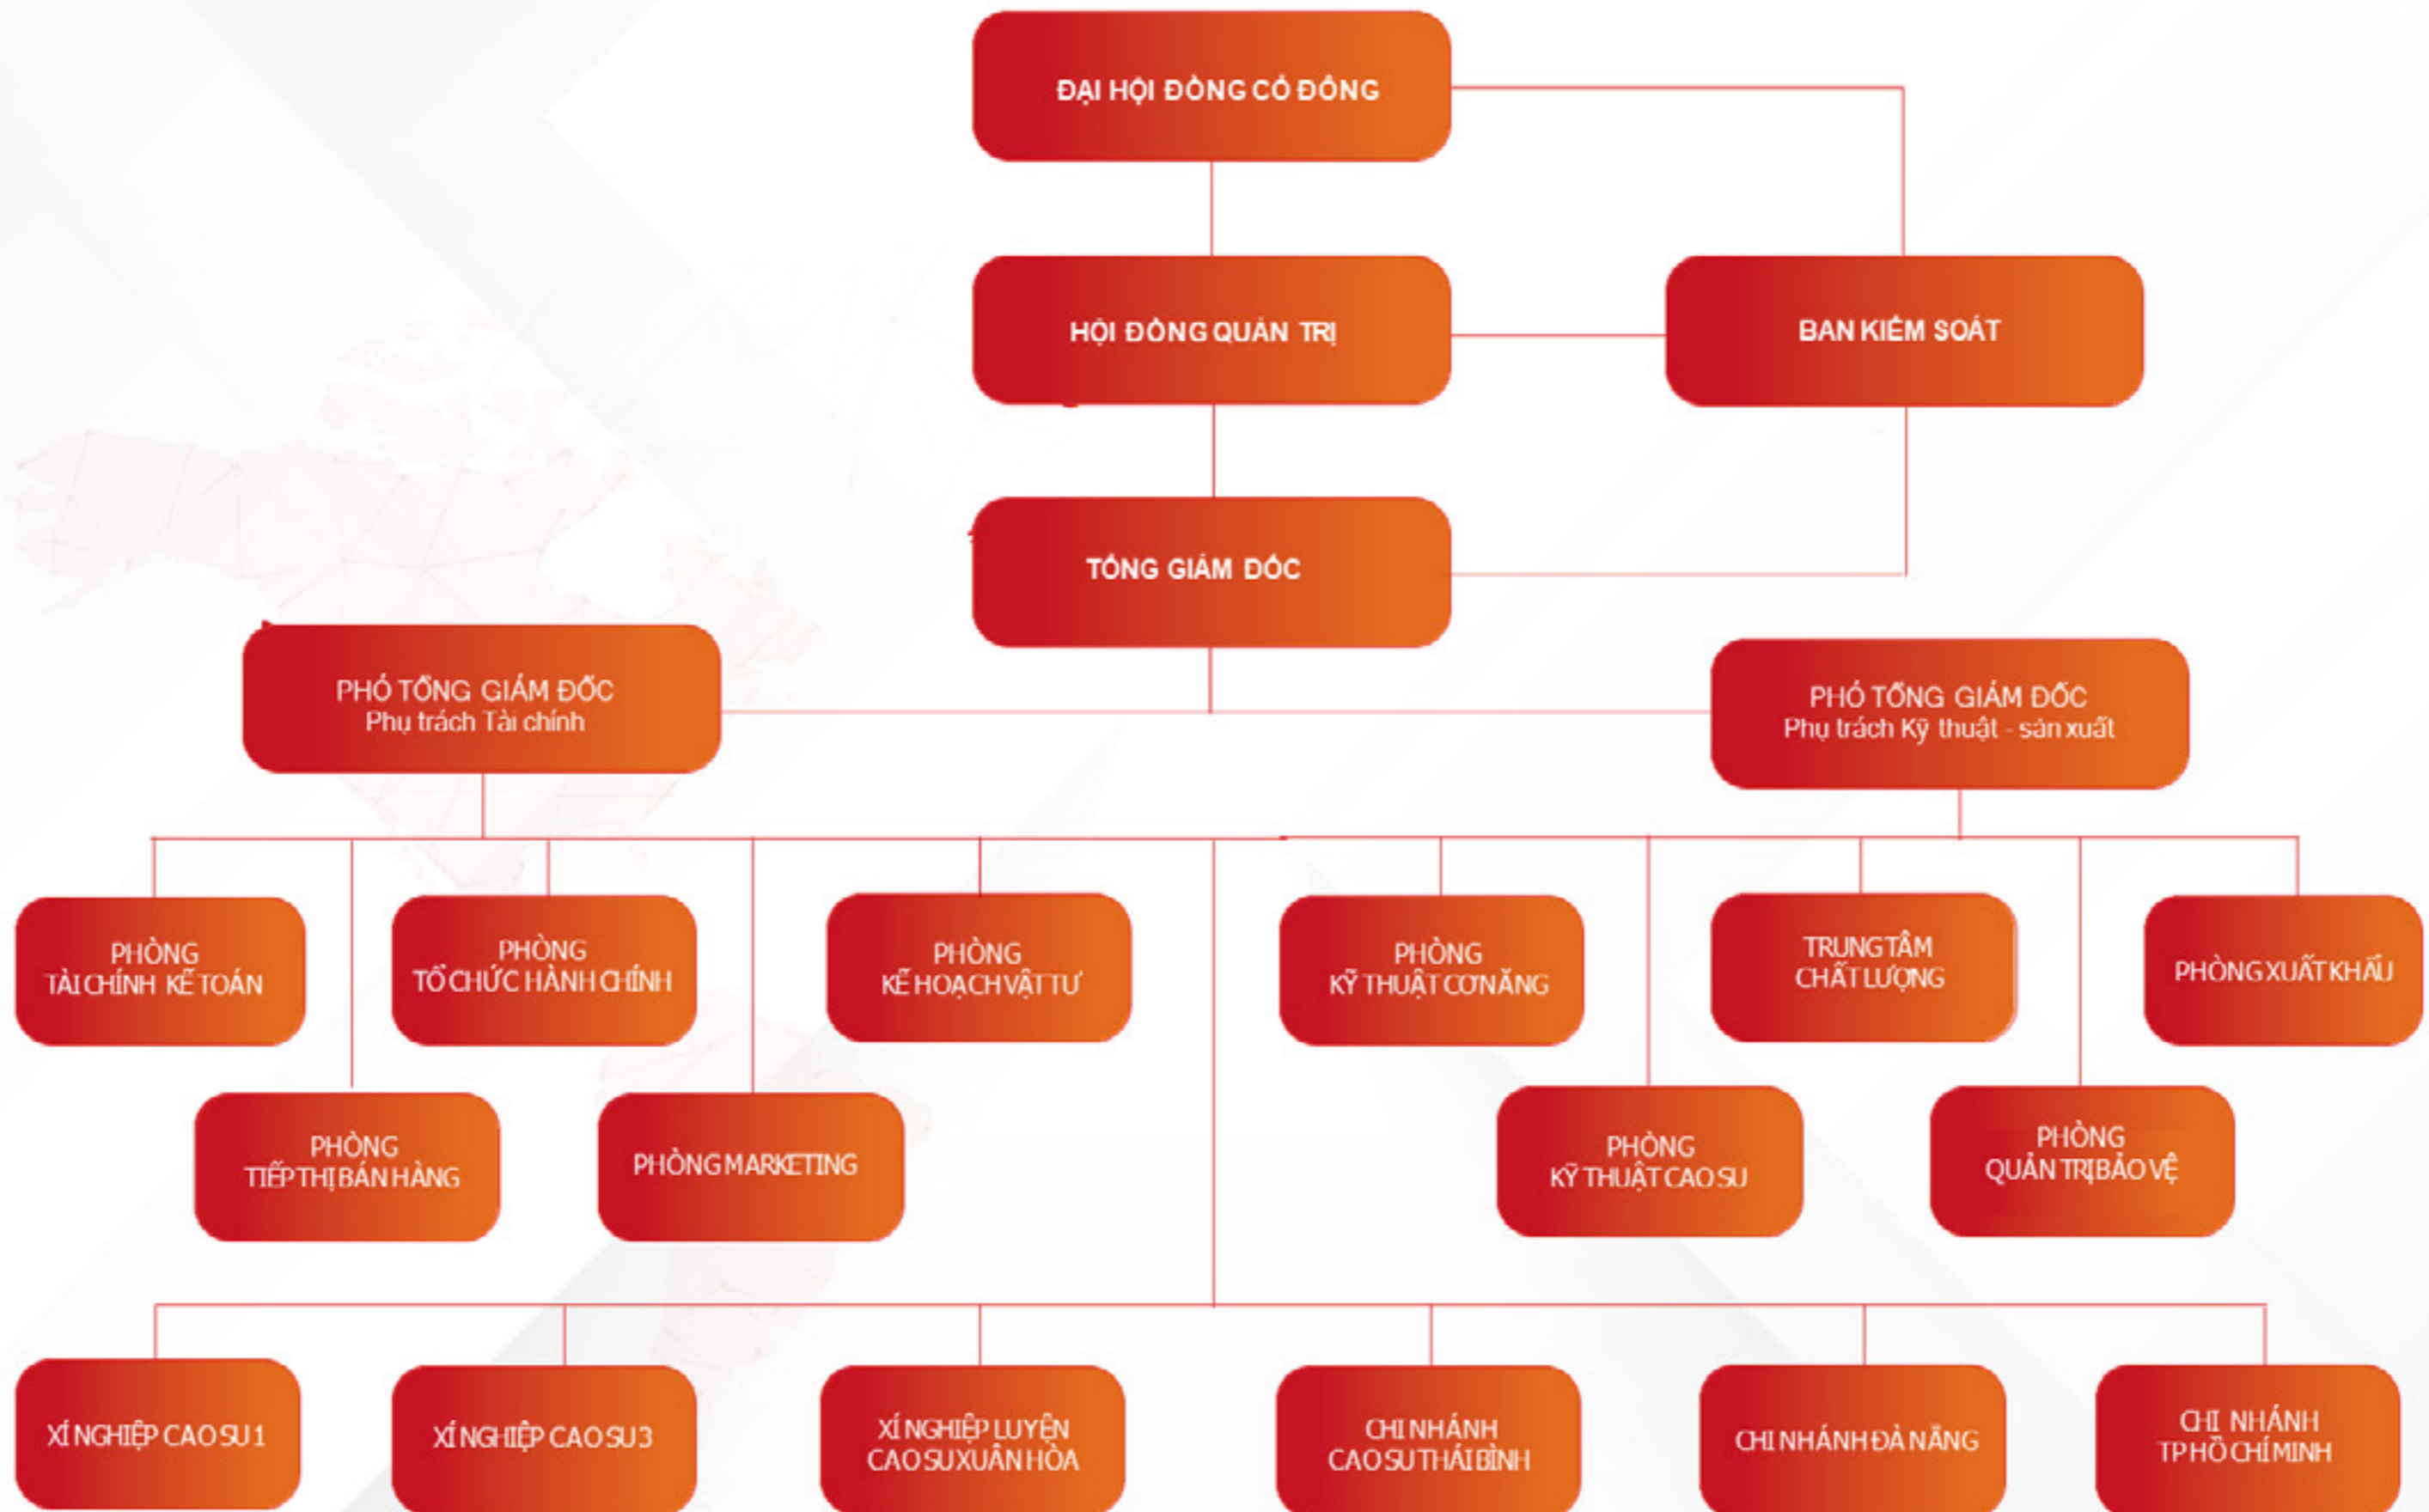 ĐẠI HỘI ĐỒNG CỔ ĐÔNG
HỘI ĐỒNG QUẢN TRỊ
BAN KIỂM SOÁT
TỔNG GIÁM ĐỐC
PHÓ TỔNG GIÁM ĐỐC
Phụ trách Tài chính
PHÓ TỔNG GIÁM ĐỐC
Phụ trách Kỹ thuật - sản xuất
PHÒNG
TÀI CHÍNH KẾ TOÁN
PHÒNG
TỔ CHỨC HÀNH CHÍNH
PHÒNG
KẾ HOẠCH VẬT TƯ
PHÒNG
KỸ THUẬT CƠ NĂNG
TRUNG TÂM
CHẤT LƯỢNG
PHÒNG XUẤT KHẨU
PHÒNG
TIẾP THỊ BÁN HÀNG
PHÒNG MARKETING
PHÒNG
KỸ THUẬT CAO SU
PHÒNG
QUẢN TRỊ BẢO VỆ
XÍ NGHIỆP CAO SU 1
XÍ NGHIỆP CAO SU 3
XÍ NGHIỆP LUYỆN
CAO SU XUÂN HÒA
CHI NHÁNH
CAO SU THÁI BÌNH
CHI NHÁNH ĐÀ NẴNG
CHI NHÁNH
TP HỒ CHÍ MINH